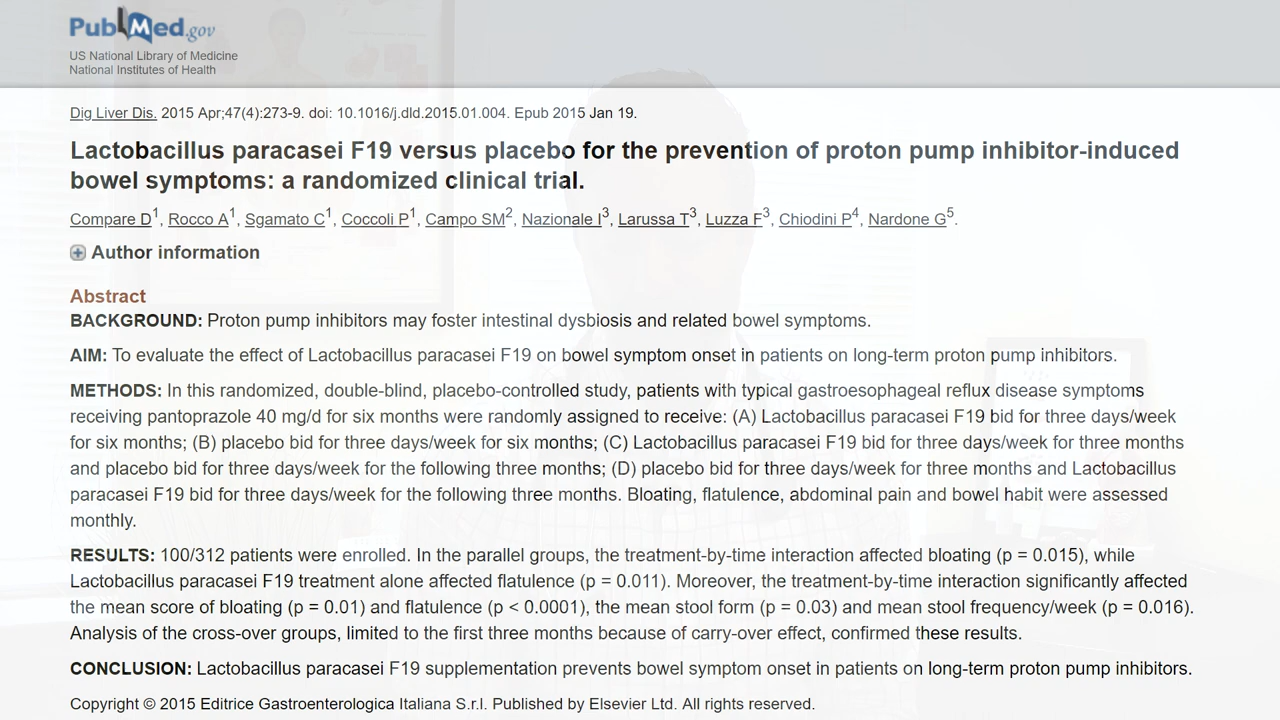 PubMed.gov
US National Library of Medicine
National Institutes of Health
Dig Liver Dis. 2015 Apr;47(4):273-9. doi: 10.1016/j.dld.2015.01.004. Epub 2015 Jan 19.
Lactobacillus paracasei F19 versus placebo for the prevention of proton pump inhibitor-induced
bowel symptoms: a randomized clinical trial.
Compare D1, Rocco A1, Sgamato C1, Coccoli P1, Campo SM2, Nazionale I3, Larussa T3, Luzza F3, Chiodini P4, Nardone G5.
Author information
Abstract
BACKGROUND: Proton pump inhibitors may foster intestinal dysbiosis and related bowel symptoms.
AIM: To evaluate the effect of Lactobacillus paracasei F19 on bowel symptom onset in patients on long-term proton pump inhibitors.
METHODS: In this randomized, double-blind, placebo-controlled study, patients with typical gastroesophageal reflux disease symptoms
receiving pantoprazole 40 mg/d for six months were randomly assigned to receive: (A) Lactobacillus paracasei F19 bid for three days/week
for six months; (B) placebo bid for three days/week for six months; (C) Lactobacillus paracasei F19 bid for three days/week for three months
and placebo bid for three days/week for the following three months; (D) placebo bid for three days/week for three months and Lactobacillus
paracasei F19 bid for three days/week for the following three months. Bloating, flatulence, abdominal pain and bowel habit were assessed
monthly.
RESULTS: 100/312 patients were enrolled. In the parallel groups, the treatment-by-time interaction affected bloating (p = 0.015), while
Lactobacillus paracasei F19 treatment alone affected flatulence (p = 0.011). Moreover, the treatment-by-time interaction significantly affected
the mean score of bloating (p = 0.01) and flatulence (p < 0.0001), the mean stool form (p = 0.03) and mean stool frequency/week (p = 0.016).
Analysis of the cross-over groups, limited to the first three months because of carry-over effect, confirmed these results.
CONCLUSION: Lactobacillus paracasei F19 supplementation prevents bowel symptom onset in patients on long-term proton pump inhibitors.
Copyright © 2015 Editrice Gastroenterologica Italiana S.r.l. Published by Elsevier Ltd. All rights reserved.